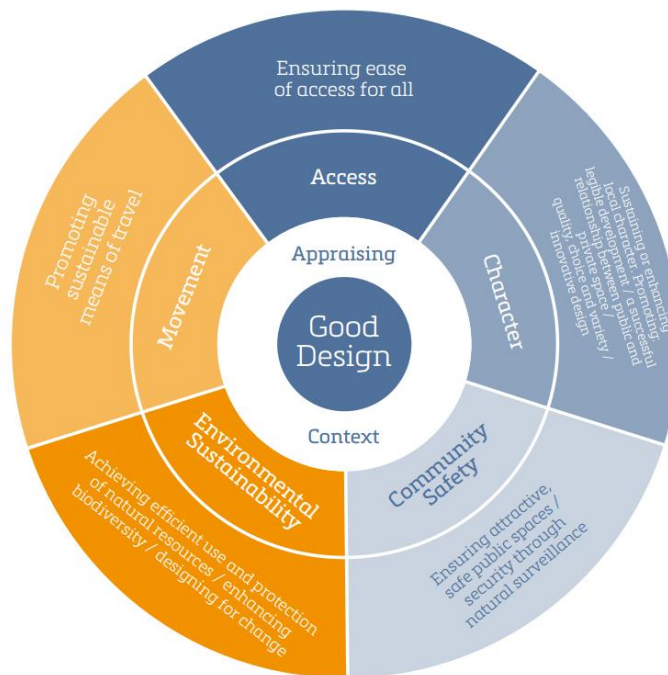 Ensuring ease
of access for all
Access
Sustaining or enhancing
local character. Promoting:
legible development / a successful
relationship between public and
private space /
quality, choice and variety /
innovative design
Character
Ensuring attractive,
safe public spaces /
security through
natural surveillance
Community
Safety
Achieving efficient use and protection
of natural resources / enhancing
biodiversity / designing for change
Environmental
Sustainability
Promoting
sustainable
means of travel
Movement
Appraising
Good
Design
Context